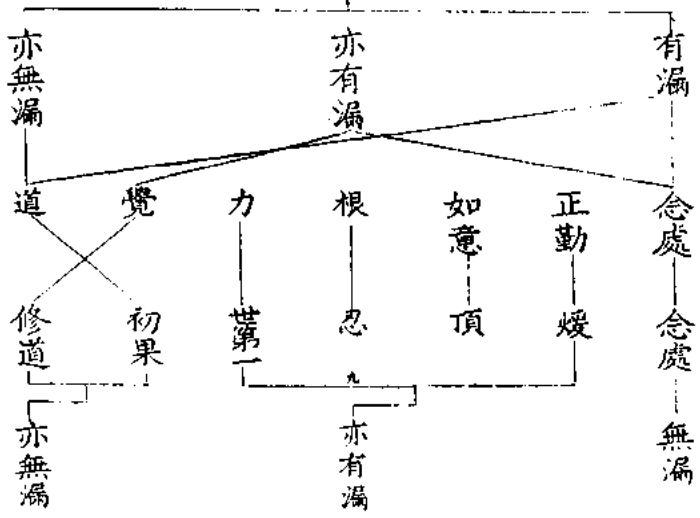 有漏
亦有漏
亦無漏
念處
正勤
如意
根
力
覺
道
念處
煖
頂
忍
世第一
初果
修道
無漏
亦有漏
亦無漏